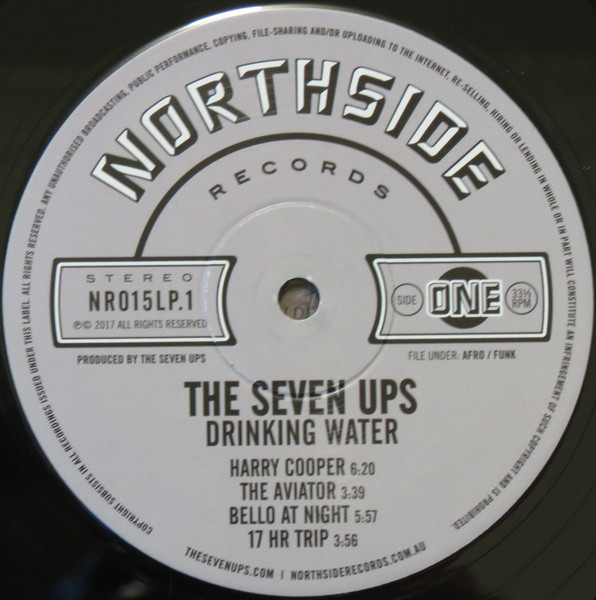 NORTHSIDE
RECORDS
STEREO
NR015LP.1
℗© 2017 ALL RIGHTS RESERVED
SIDE ONE 33⅓ RPM
PRODUCED BY THE SEVEN UPS
FILE UNDER: AFRO / FUNK
THE SEVEN UPS
DRINKING WATER
HARRY COOPER 6:20
THE AVIATOR 3:39
BELLO AT NIGHT 5:57
17 HR TRIP 3:56
THESEVENUPS.COM | NORTHSIDERECORDS.COM.AU
COPYRIGHT SUBSISTS IN ALL RECORDINGS ISSUED UNDER THIS LABEL. ALL RIGHTS RESERVED. ANY UNAUTHORISED BROADCASTING, PUBLIC PERFORMANCE, COPYING, FILE-SHARING AND/OR UPLOADING TO THE INTERNET, RE-SELLING, HIRING OR LENDING IN WHOLE OR IN PART WILL CONSTITUTE AN INFRINGEMENT OF SUCH COPYRIGHT AND IS PROHIBITED.